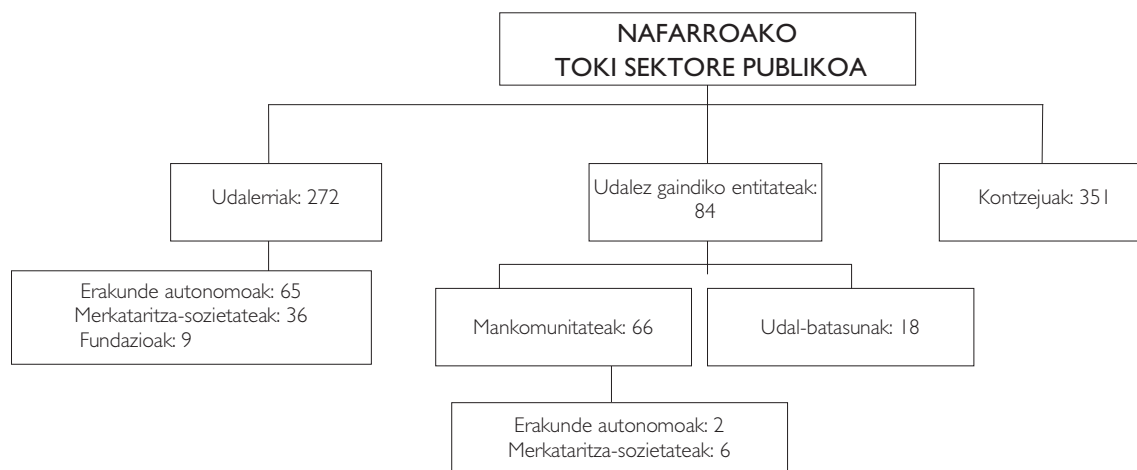 NAFARROAKO
TOKI SEKTORE PUBLIKOA
Udalerriak: 272
Udalez gaindiko entitateak:
84
Kontzejuak: 351
Erakunde autonomoak: 65
Merkataritza-sozietateak: 36
Fundazioak: 9
Mankomunitateak: 66
Udal-batasunak: 18
Erakunde autonomoak: 2
Merkataritza-sozietateak: 6